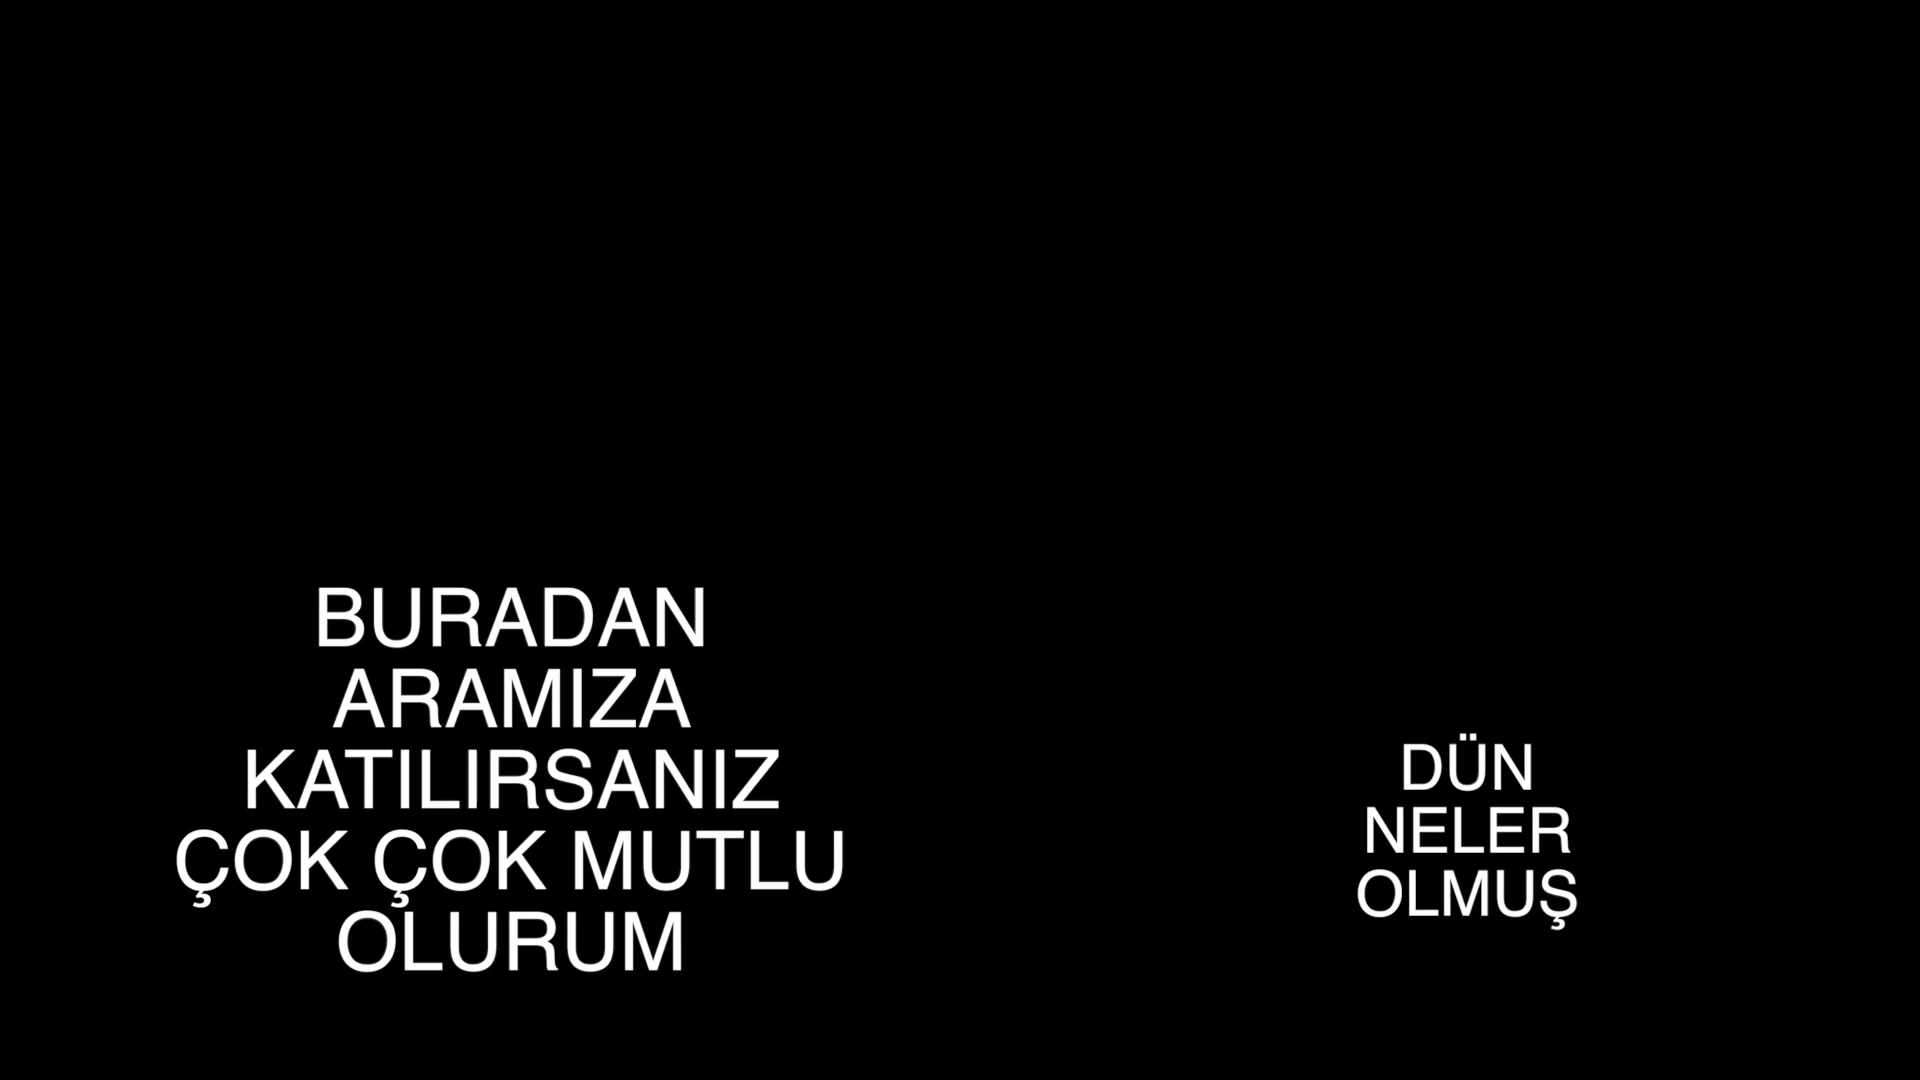 BURADAN
ARAMIZA
KATILIRSANIZ
ÇOK ÇOK MUTLU
OLURUM
DÜN
NELER
OLMUŞ